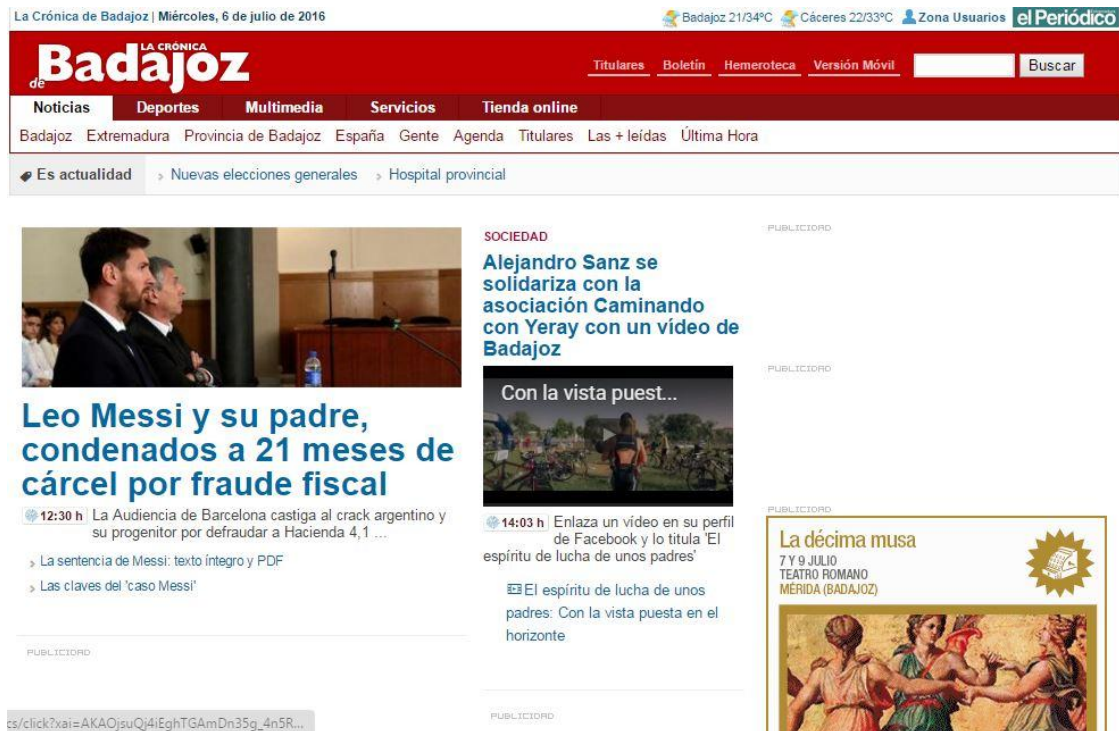 La Crónica de Badajoz | Miércoles, 6 de julio de 2016
Badajoz 21/34ºC Cáceres 22/33ºC Zona Usuarios el Periódico
LA CRÓNICA
de Badajoz
Titulares Boletín Hemeroteca Versión Móvil Buscar
Noticias Deportes Multimedia Servicios Tienda online
Badajoz Extremadura Provincia de Badajoz España Gente Agenda Titulares Las + leídas Última Hora
Es actualidad Nuevas elecciones generales Hospital provincial
Leo Messi y su padre,
condenados a 21 meses de
cárcel por fraude fiscal
12:30 h La Audiencia de Barcelona castiga al crack argentino y
su progenitor por defraudar a Hacienda 4,1 ...
La sentencia de Messi: texto íntegro y PDF
Las claves del 'caso Messi'
PUBLICIDAD
cs/click?xai=AKAOjsuQj4iEghTGAmDn35g_4n5R...
SOCIEDAD
Alejandro Sanz se
solidariza con la
asociación Caminando
con Yeray con un vídeo de
Badajoz
Con la vista puest...
14:03 h Enlaza un vídeo en su perfil
de Facebook y lo titula 'El
espíritu de lucha de unos padres'
El espíritu de lucha de unos
padres: Con la vista puesta en el
horizonte
PUBLICIDAD
PUBLICIDAD
PUBLICIDAD
PUBLICIDAD
La décima musa
7 Y 9 JULIO
TEATRO ROMANO
MÉRIDA (BADAJOZ)